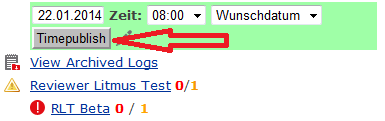 22.01.2014 Zeit: 08:00 Wunschdatum
Timepublish
View Archived Logs
Reviewer Litmus Test 0/1
RLT Beta 0 / 1